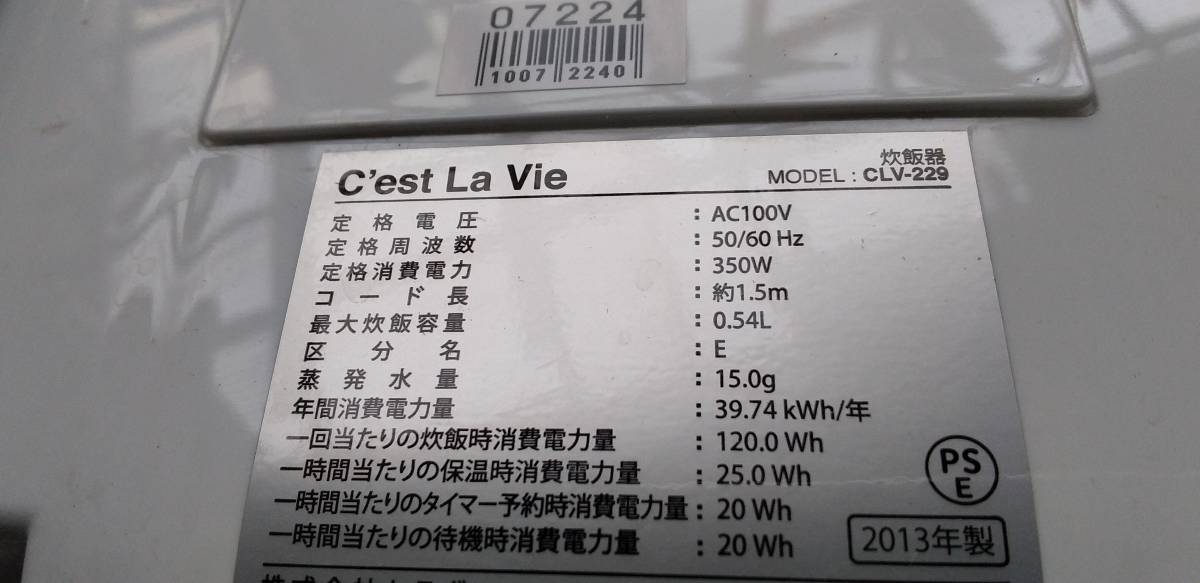 07224
1007 2240
C'est La Vie
炊飯器
MODEL : CLV-229
定格電圧 : AC100V
定格周波数 : 50/60 Hz
定格消費電力 : 350W
コード長 : 約1.5m
最大炊飯容量 : 0.54L
区分名 : E
蒸発水量 : 15.0g
年間消費電力量 : 39.74 kWh/年
一回当たりの炊飯時消費電力量 : 120.0 Wh
一時間当たりの保温時消費電力量 : 25.0 Wh
一時間当たりのタイマー予約時消費電力量 : 20 Wh
一時間当たりの待機時消費電力量 : 20 Wh
PS
E
2013年製
株式会社